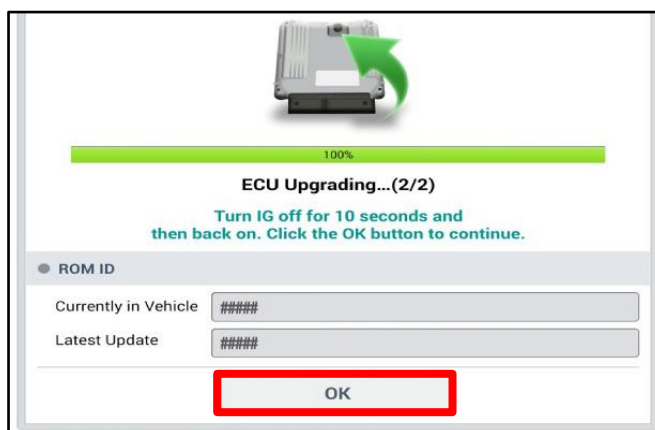 100%
ECU Upgrading...(2/2)
Turn IG off for 10 seconds and
then back on. Click the OK button to continue.
ROM ID
Currently in Vehicle #####
Latest Update #####
OK